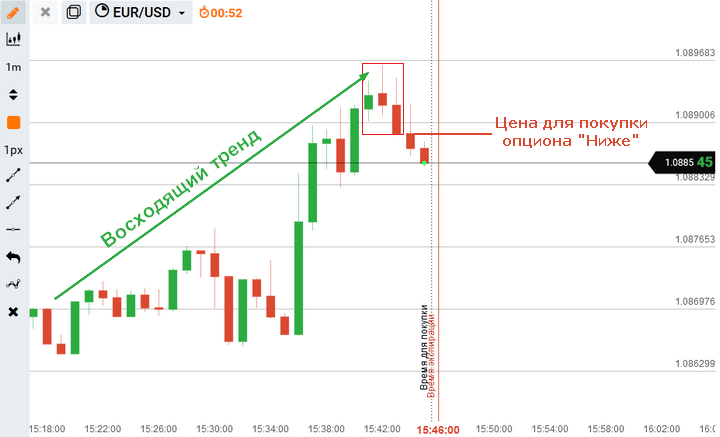 EUR/USD 00:52
1m
1px
1.089683
1.089006
1.088545
1.088329
1.087653
1.086976
1.086299
Восходящий тренд
Цена для покупки
опциона "Ниже"
Время для покупки
Время экспирации
15:18:00 15:22:00 15:26:00 15:30:00 15:34:00 15:38:00 15:42:00 15:46:00 15:50:00 15:54:00 15:58:00 16:02:00 16:0